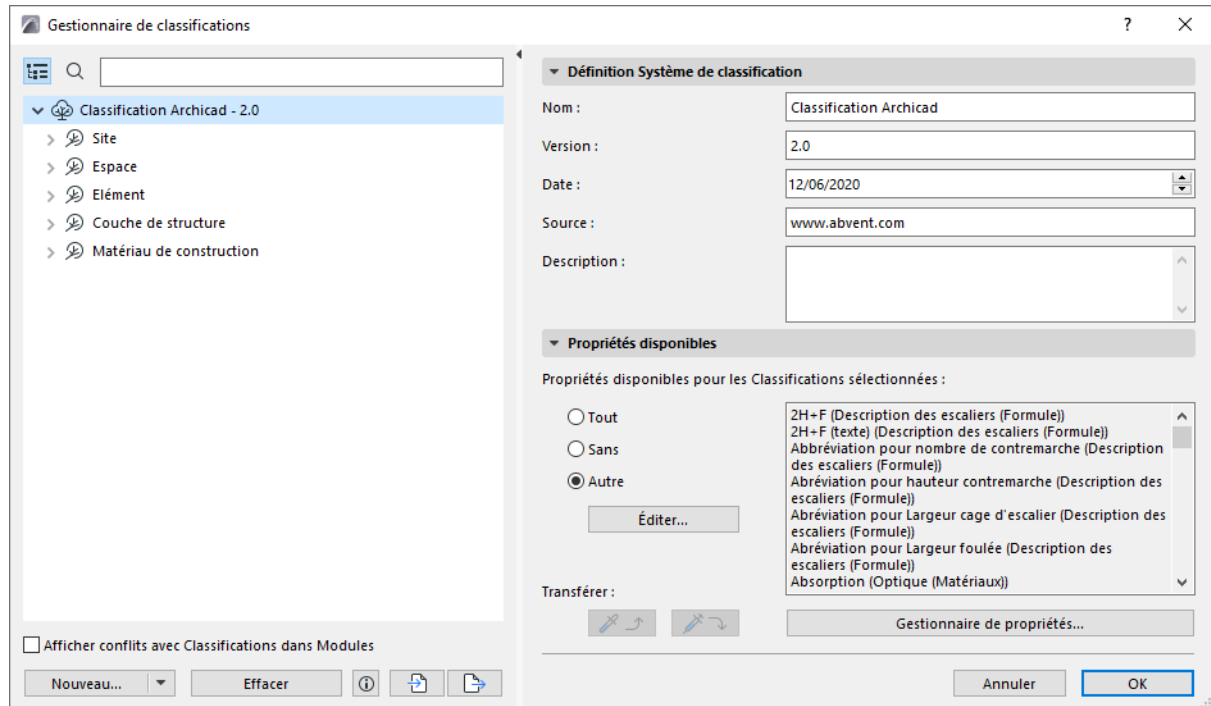 Gestionnaire de classifications
?
Classification Archicad - 2.0
Site
Espace
Elément
Couche de structure
Matériau de construction
Afficher conflits avec Classifications dans Modules
Nouveau...
Effacer
Définition Système de classification
Nom :
Classification Archicad
Version :
2.0
Date :
12/06/2020
Source :
www.abvent.com
Description :
Propriétés disponibles
Propriétés disponibles pour les Classifications sélectionnées :
Tout
Sans
Autre
Éditer...
2H+F (Description des escaliers (Formule))
2H+F (texte) (Description des escaliers (Formule))
Abbréviation pour nombre de contremarche (Description
des escaliers (Formule))
Abréviation pour hauteur contremarche (Description des
escaliers (Formule))
Abréviation pour Largeur cage d'escalier (Description des
escaliers (Formule))
Abréviation pour Largeur foulée (Description des
escaliers (Formule))
Absorption (Optique (Matériaux))
Transférer :
Gestionnaire de propriétés...
Annuler
OK